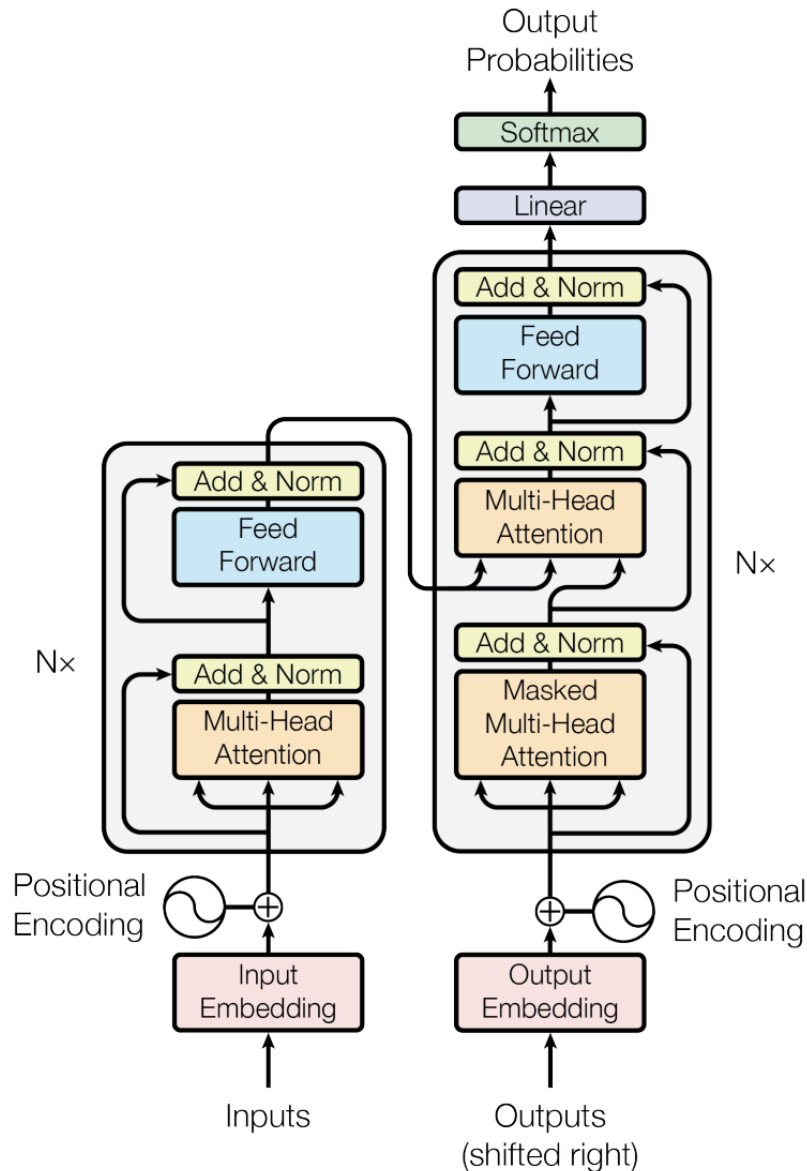 Output
Probabilities
Softmax
Linear
Add & Norm
Feed
Forward
Add & Norm
Multi-Head
Attention
Add & Norm
Masked
Multi-Head
Attention
N×
Add & Norm
Feed
Forward
Add & Norm
Multi-Head
Attention
N×
Positional
Encoding
Positional
Encoding
Input
Embedding
Output
Embedding
Inputs
Outputs
(shifted right)